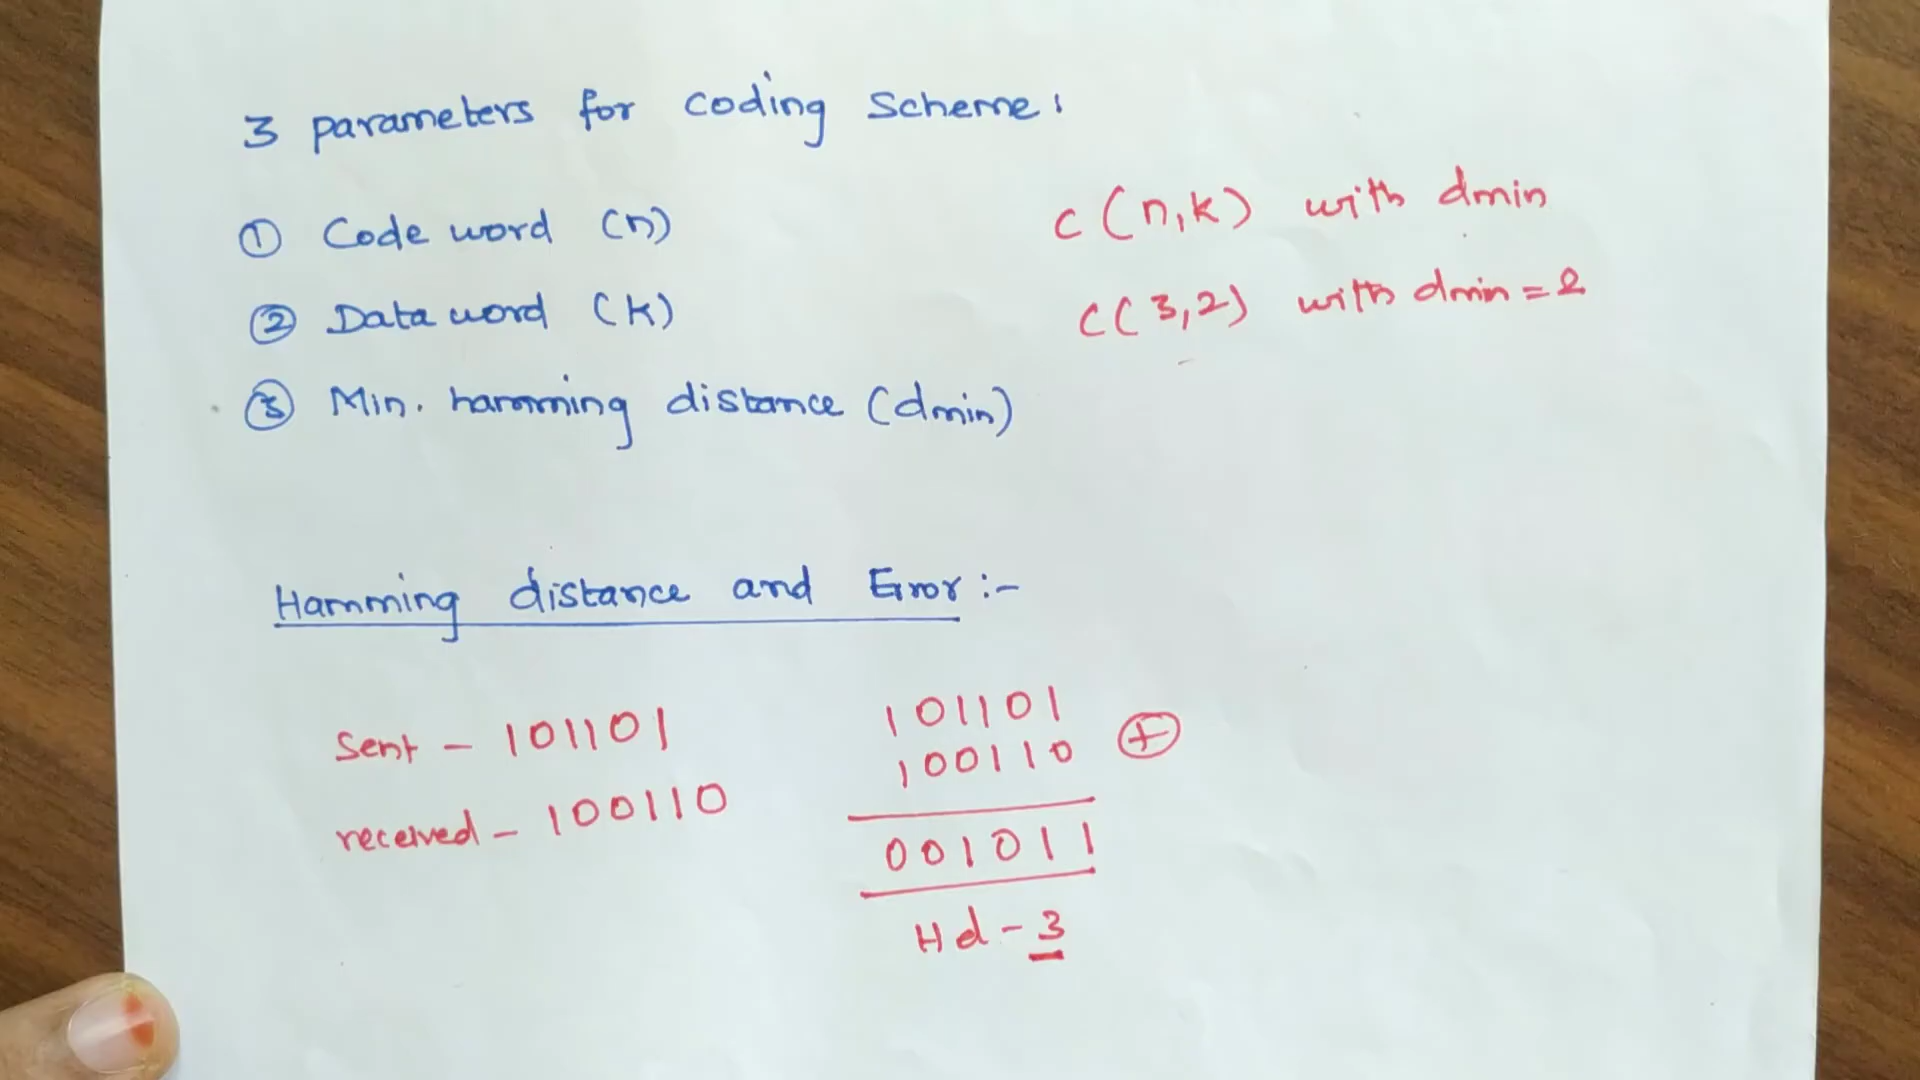 3 parameters for coding scheme:
① Code word (n)
② Data word (k)
③ Min. hamming distance (dmin)
C(n,k) with dmin
C(3,2) with dmin = 2
Hamming distance and Error :-
Sent - 101101
received - 100110
101101
100110 ⊕
001011
Hd - 3